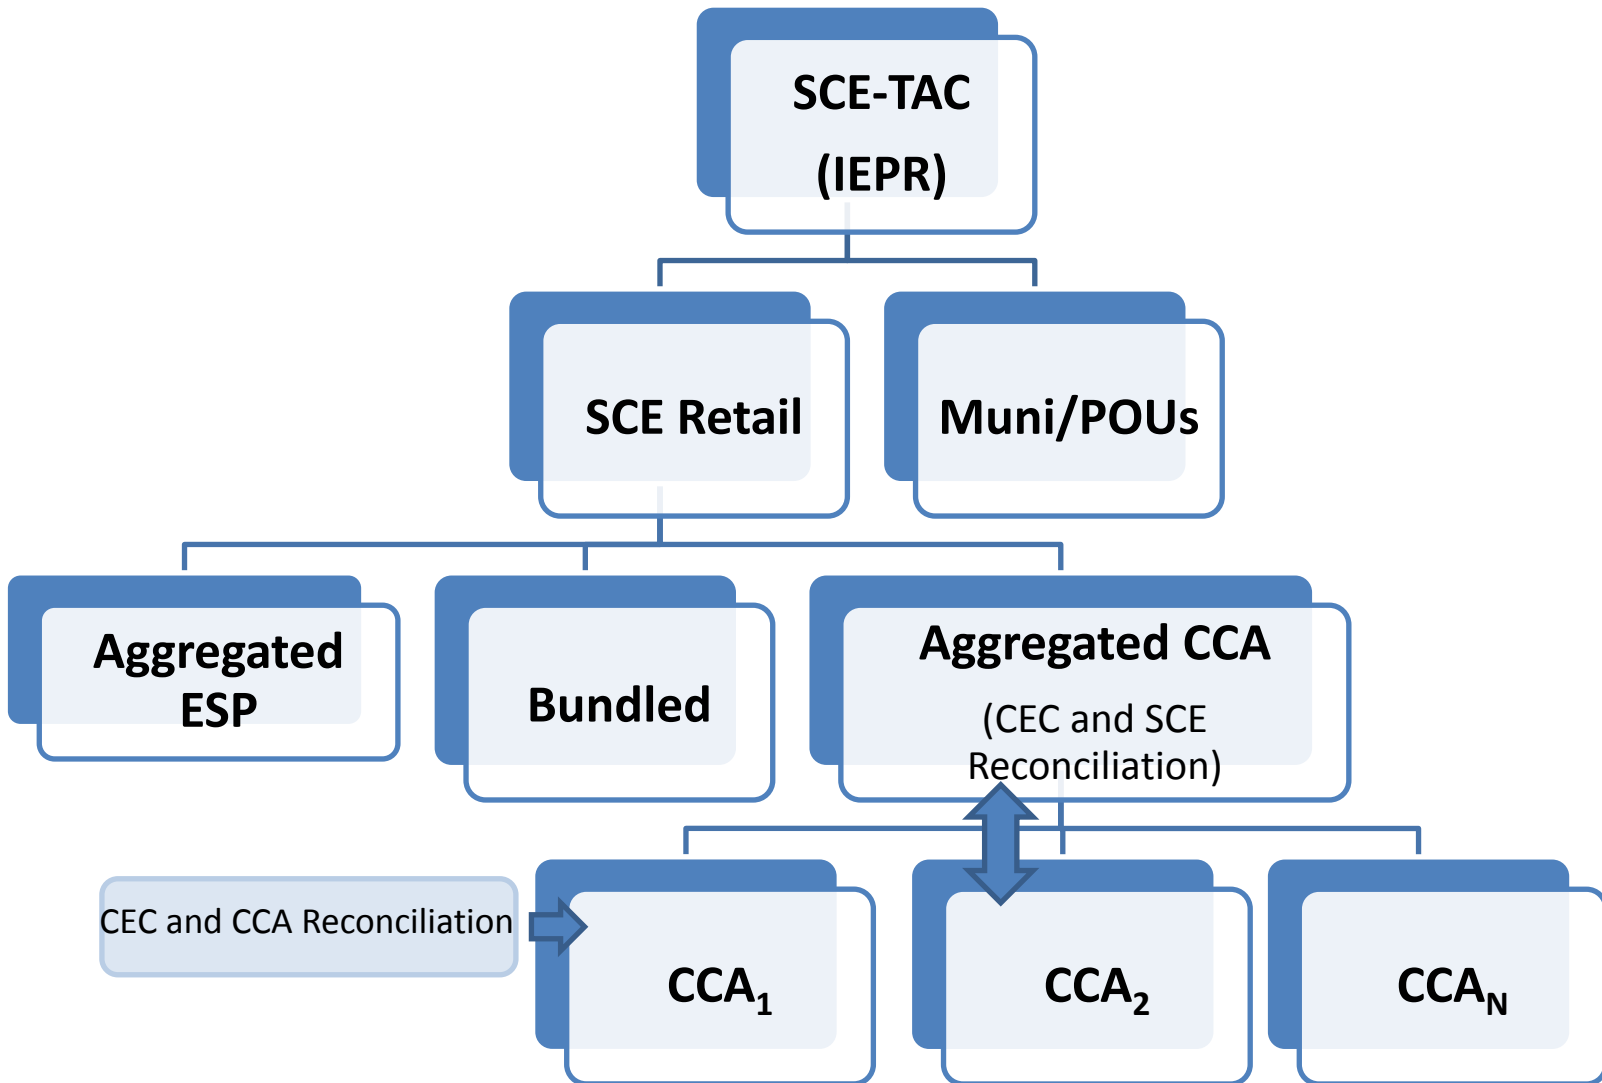 SCE-TAC
(IEPR)
SCE Retail
Muni/POUs
Aggregated
ESP
Bundled
Aggregated CCA
(CEC and SCE
Reconciliation)
CEC and CCA Reconciliation
CCA₁
CCA₂
CCA_N